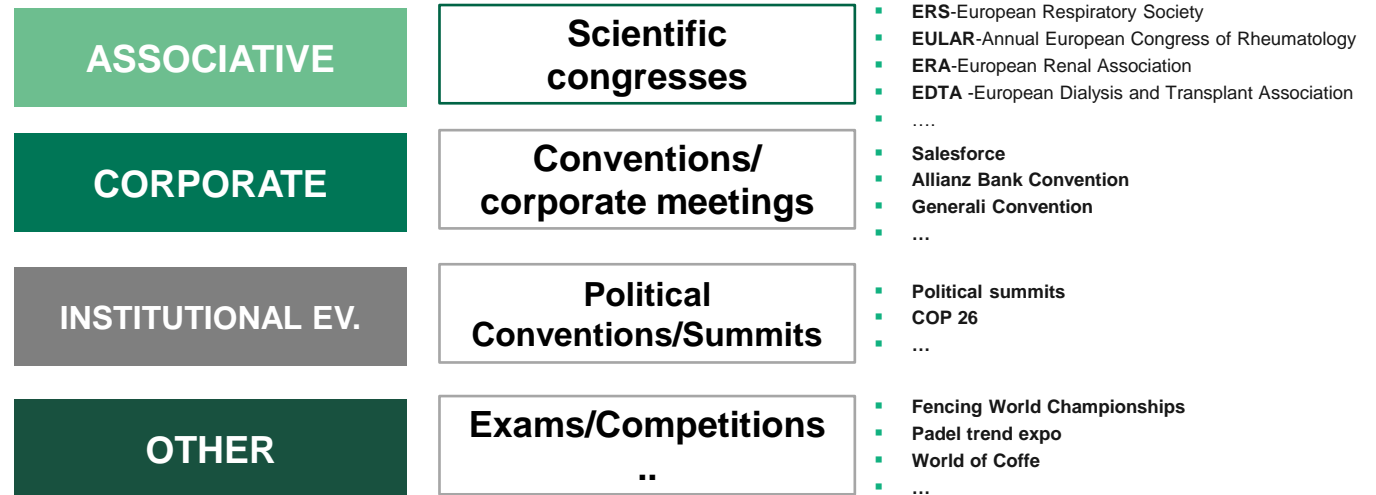 ASSOCIATIVE
Scientific
congresses
ERS-European Respiratory Society
EULAR-Annual European Congress of Rheumatology
ERA-European Renal Association
EDTA -European Dialysis and Transplant Association
….
CORPORATE
Conventions/
corporate meetings
Salesforce
Allianz Bank Convention
Generali Convention
…
INSTITUTIONAL EV.
Political
Conventions/Summits
Political summits
COP 26
…
OTHER
Exams/Competitions
..
Fencing World Championships
Padel trend expo
World of Coffe
…